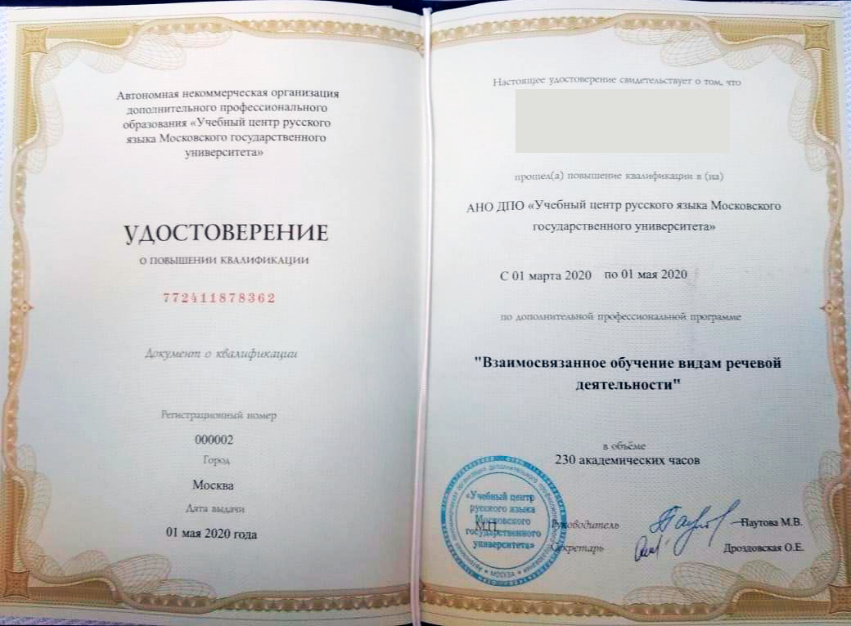 Автономная некоммерческая организация
дополнительного профессионального
образования «Учебный центр русского
языка Московского государственного
университета»
УДОСТОВЕРЕНИЕ
О ПОВЫШЕНИИ КВАЛИФИКАЦИИ
772411878362
Документ о квалификации
Регистрационный номер
000002
Город
Москва
Дата выдачи
01 мая 2020 года
Настоящее удостоверение свидетельствует о том, что
прошел(а) повышение квалификации в (на)
АНО ДПО «Учебный центр русского языка Московского
государственного университета»
С 01 марта 2020 по 01 мая 2020
по дополнительной профессиональной программе
"Взаимосвязанное обучение видам речевой
деятельности"
в объёме
230 академических часов
«Учебный центр
русского языка
Московского
государственного
университета»
МОСКВА
М.П.
Руководитель
Паутова М.В.
Секретарь
Дроздовская О.Е.